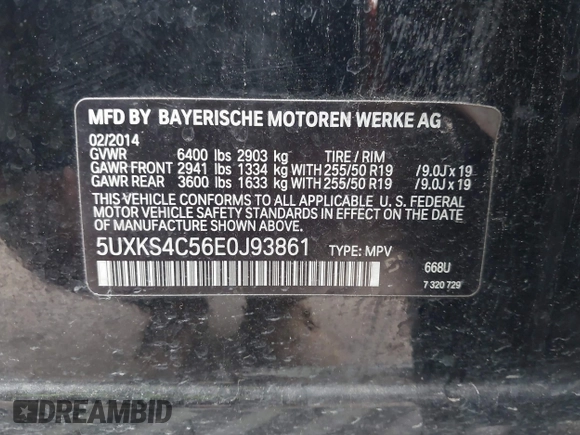 MFD BY BAYERISCHE MOTOREN WERKE AG
02/2014
GVWR 6400 lbs 2903 kg TIRE / RIM
GAWR FRONT 2941 lbs 1334 kg WITH 255/50 R19 / 9.0J x 19
GAWR REAR 3600 lbs 1633 kg WITH 255/50 R19 / 9.0J x 19
THIS VEHICLE CONFORMS TO ALL APPLICABLE U. S. FEDERAL
MOTOR VEHICLE SAFETY STANDARDS IN EFFECT ON THE
DATE OF MANUFACTURE SHOWN ABOVE.
5UXKS4C56E0J93861 TYPE: MPV
668U
7 320 729
DREAMBID